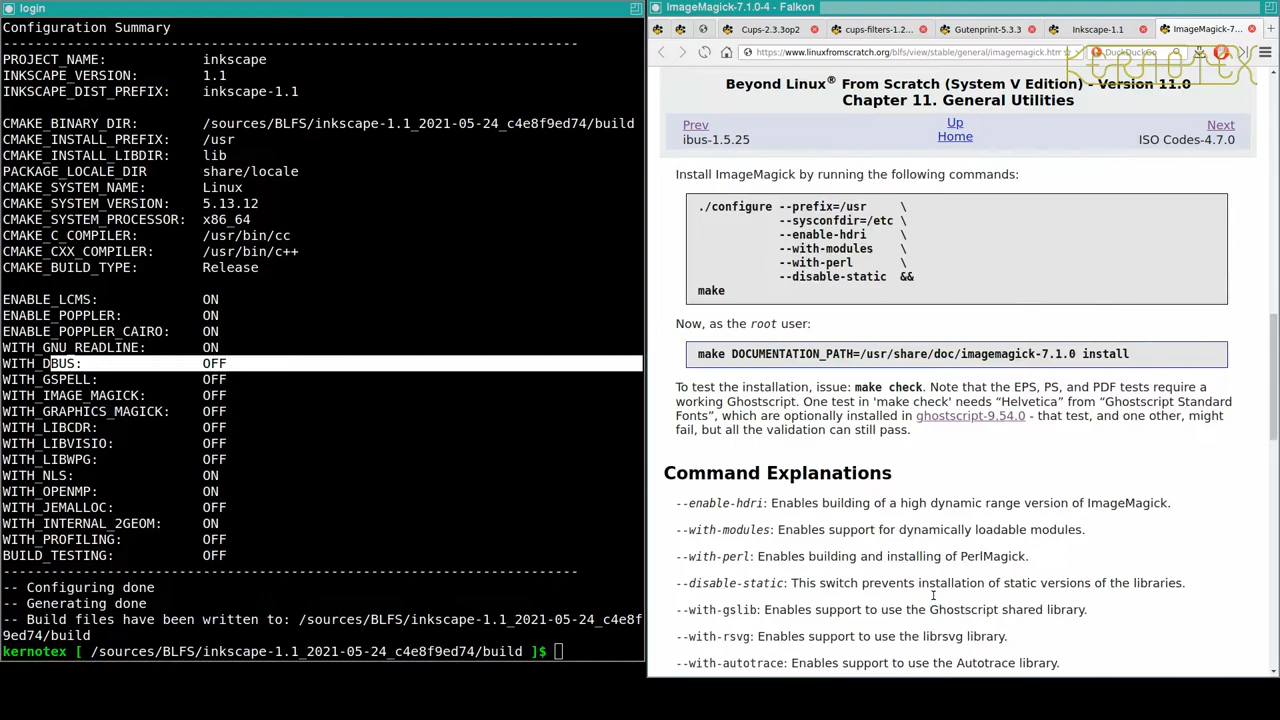 login
Configuration Summary
------------------------------------------------------------------------
PROJECT_NAME: inkscape
INKSCAPE_VERSION: 1.1
INKSCAPE_DIST_PREFIX: inkscape-1.1
CMAKE_BINARY_DIR: /sources/BLFS/inkscape-1.1_2021-05-24_c4e8f9ed74/build
CMAKE_INSTALL_PREFIX: /usr
CMAKE_INSTALL_LIBDIR: lib
PACKAGE_LOCALE_DIR share/locale
CMAKE_SYSTEM_NAME: Linux
CMAKE_SYSTEM_VERSION: 5.13.12
CMAKE_SYSTEM_PROCESSOR: x86_64
CMAKE_C_COMPILER: /usr/bin/cc
CMAKE_CXX_COMPILER: /usr/bin/c++
CMAKE_BUILD_TYPE: Release
ENABLE_LCMS: ON
ENABLE_POPPLER: ON
ENABLE_POPPLER_CAIRO: ON
WITH_GNU_READLINE: ON
WITH_DBUS: OFF
WITH_GSPELL: OFF
WITH_IMAGE_MAGICK: OFF
WITH_GRAPHICS_MAGICK: OFF
WITH_LIBCDR: OFF
WITH_LIBVISIO: OFF
WITH_LIBWPG: OFF
WITH_NLS: ON
WITH_OPENMP: ON
WITH_JEMALLOC: OFF
WITH_INTERNAL_2GEOM: ON
WITH_PROFILING: OFF
BUILD_TESTING: OFF
------------------------------------------------------------------------
-- Configuring done
-- Generating done
-- Build files have been written to: /sources/BLFS/inkscape-1.1_2021-05-24_c4e8f
9ed74/build
kernotex [ /sources/BLFS/inkscape-1.1_2021-05-24_c4e8f9ed74/build ]$
ImageMagick-7.1.0-4 - Falkon
Cups-2.3.3op2 cups-filters-1.2... Gutenprint-5.3.3 Inkscape-1.1 ImageMagick-7...
https://www.linuxfromscratch.org/blfs/view/stable/general/imagemagick.htm DuckDuckGo
KERNOTEX
Beyond Linux® From Scratch (System V Edition) - Version 11.0
Chapter 11. General Utilities
Prev Up Next
ibus-1.5.25 Home ISO Codes-4.7.0
Install ImageMagick by running the following commands:
./configure --prefix=/usr \
--sysconfdir=/etc \
--enable-hdri \
--with-modules \
--with-perl \
--disable-static &&
make
Now, as the root user:
make DOCUMENTATION_PATH=/usr/share/doc/imagemagick-7.1.0 install
To test the installation, issue: make check. Note that the EPS, PS, and PDF tests require a
working Ghostscript. One test in 'make check' needs “Helvetica” from “Ghostscript Standard
Fonts”, which are optionally installed in ghostscript-9.54.0 - that test, and one other, might
fail, but all the validation can still pass.
Command Explanations
--enable-hdri: Enables building of a high dynamic range version of ImageMagick.
--with-modules: Enables support for dynamically loadable modules.
--with-perl: Enables building and installing of PerlMagick.
--disable-static: This switch prevents installation of static versions of the libraries.
--with-gslib: Enables support to use the Ghostscript shared library.
--with-rsvg: Enables support to use the librsvg library.
--with-autotrace: Enables support to use the Autotrace library.